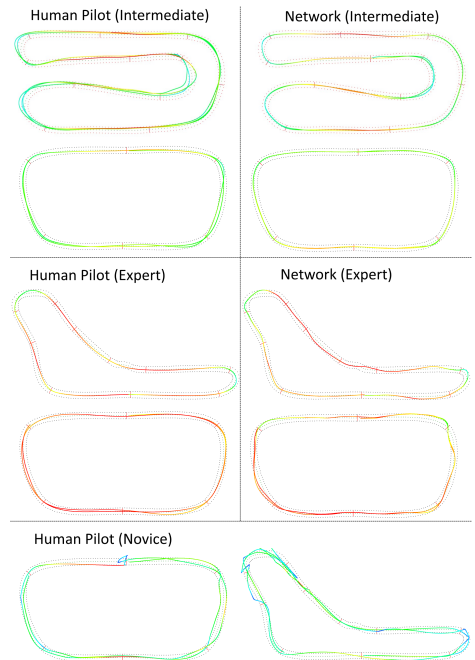 Human Pilot (Intermediate)
Network (Intermediate)
Human Pilot (Expert)
Network (Expert)
Human Pilot (Novice)